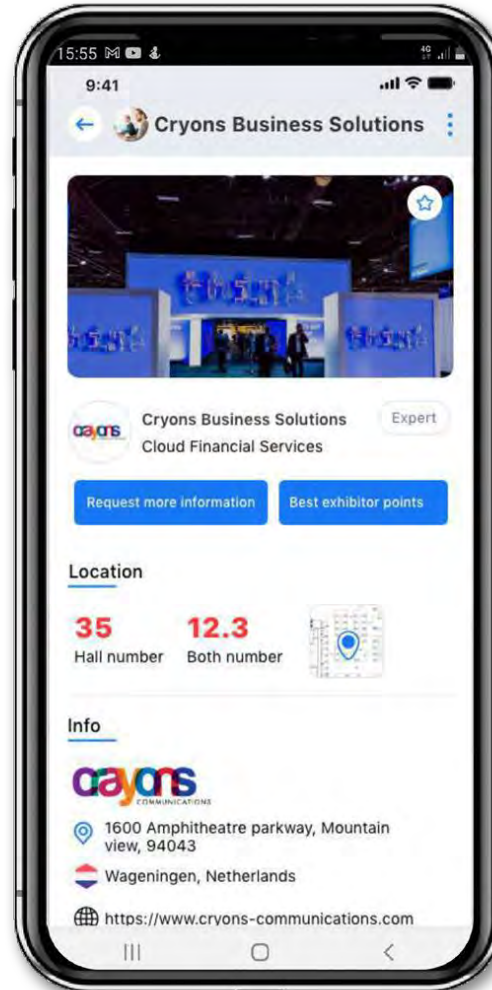 15:55
4G
9:41
Cryons Business Solutions
crayons
Cryons Business Solutions
Expert
Cloud Financial Services
Request more information
Best exhibitor points
Location
35
12.3
Hall number
Both number
Info
crayons
COMMUNICATIONS
1600 Amphitheatre parkway, Mountain
view, 94043
Wageningen, Netherlands
https://www.cryons-communications.com